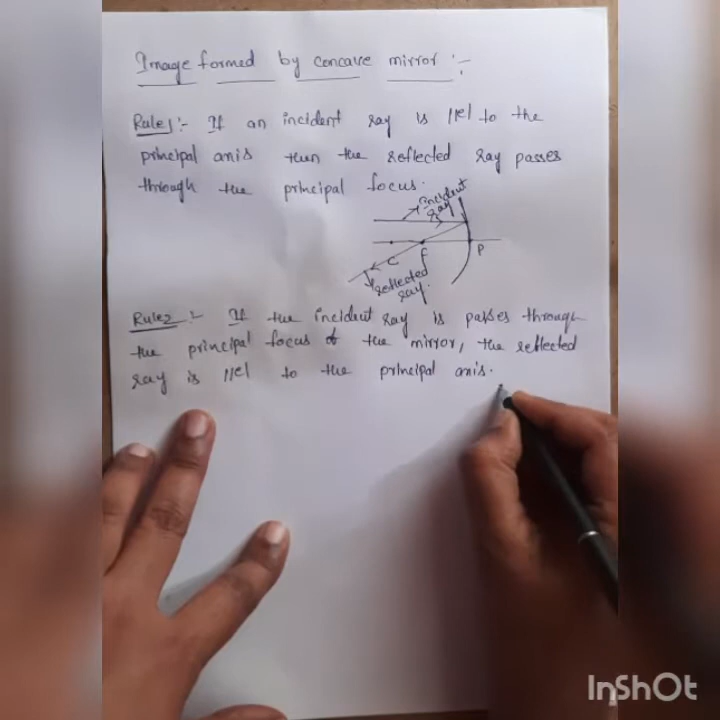 Image formed by concave mirror :-
Rule1:- If an incident ray is llel to the
principal axis then the reflected ray passes
through the principal focus.
incident
ray
C F P
reflected
ray.
Rule2 :- If the incident ray is passes through
the principal focus of the mirror, the reflected
ray is llel to the principal axis.
InShOt